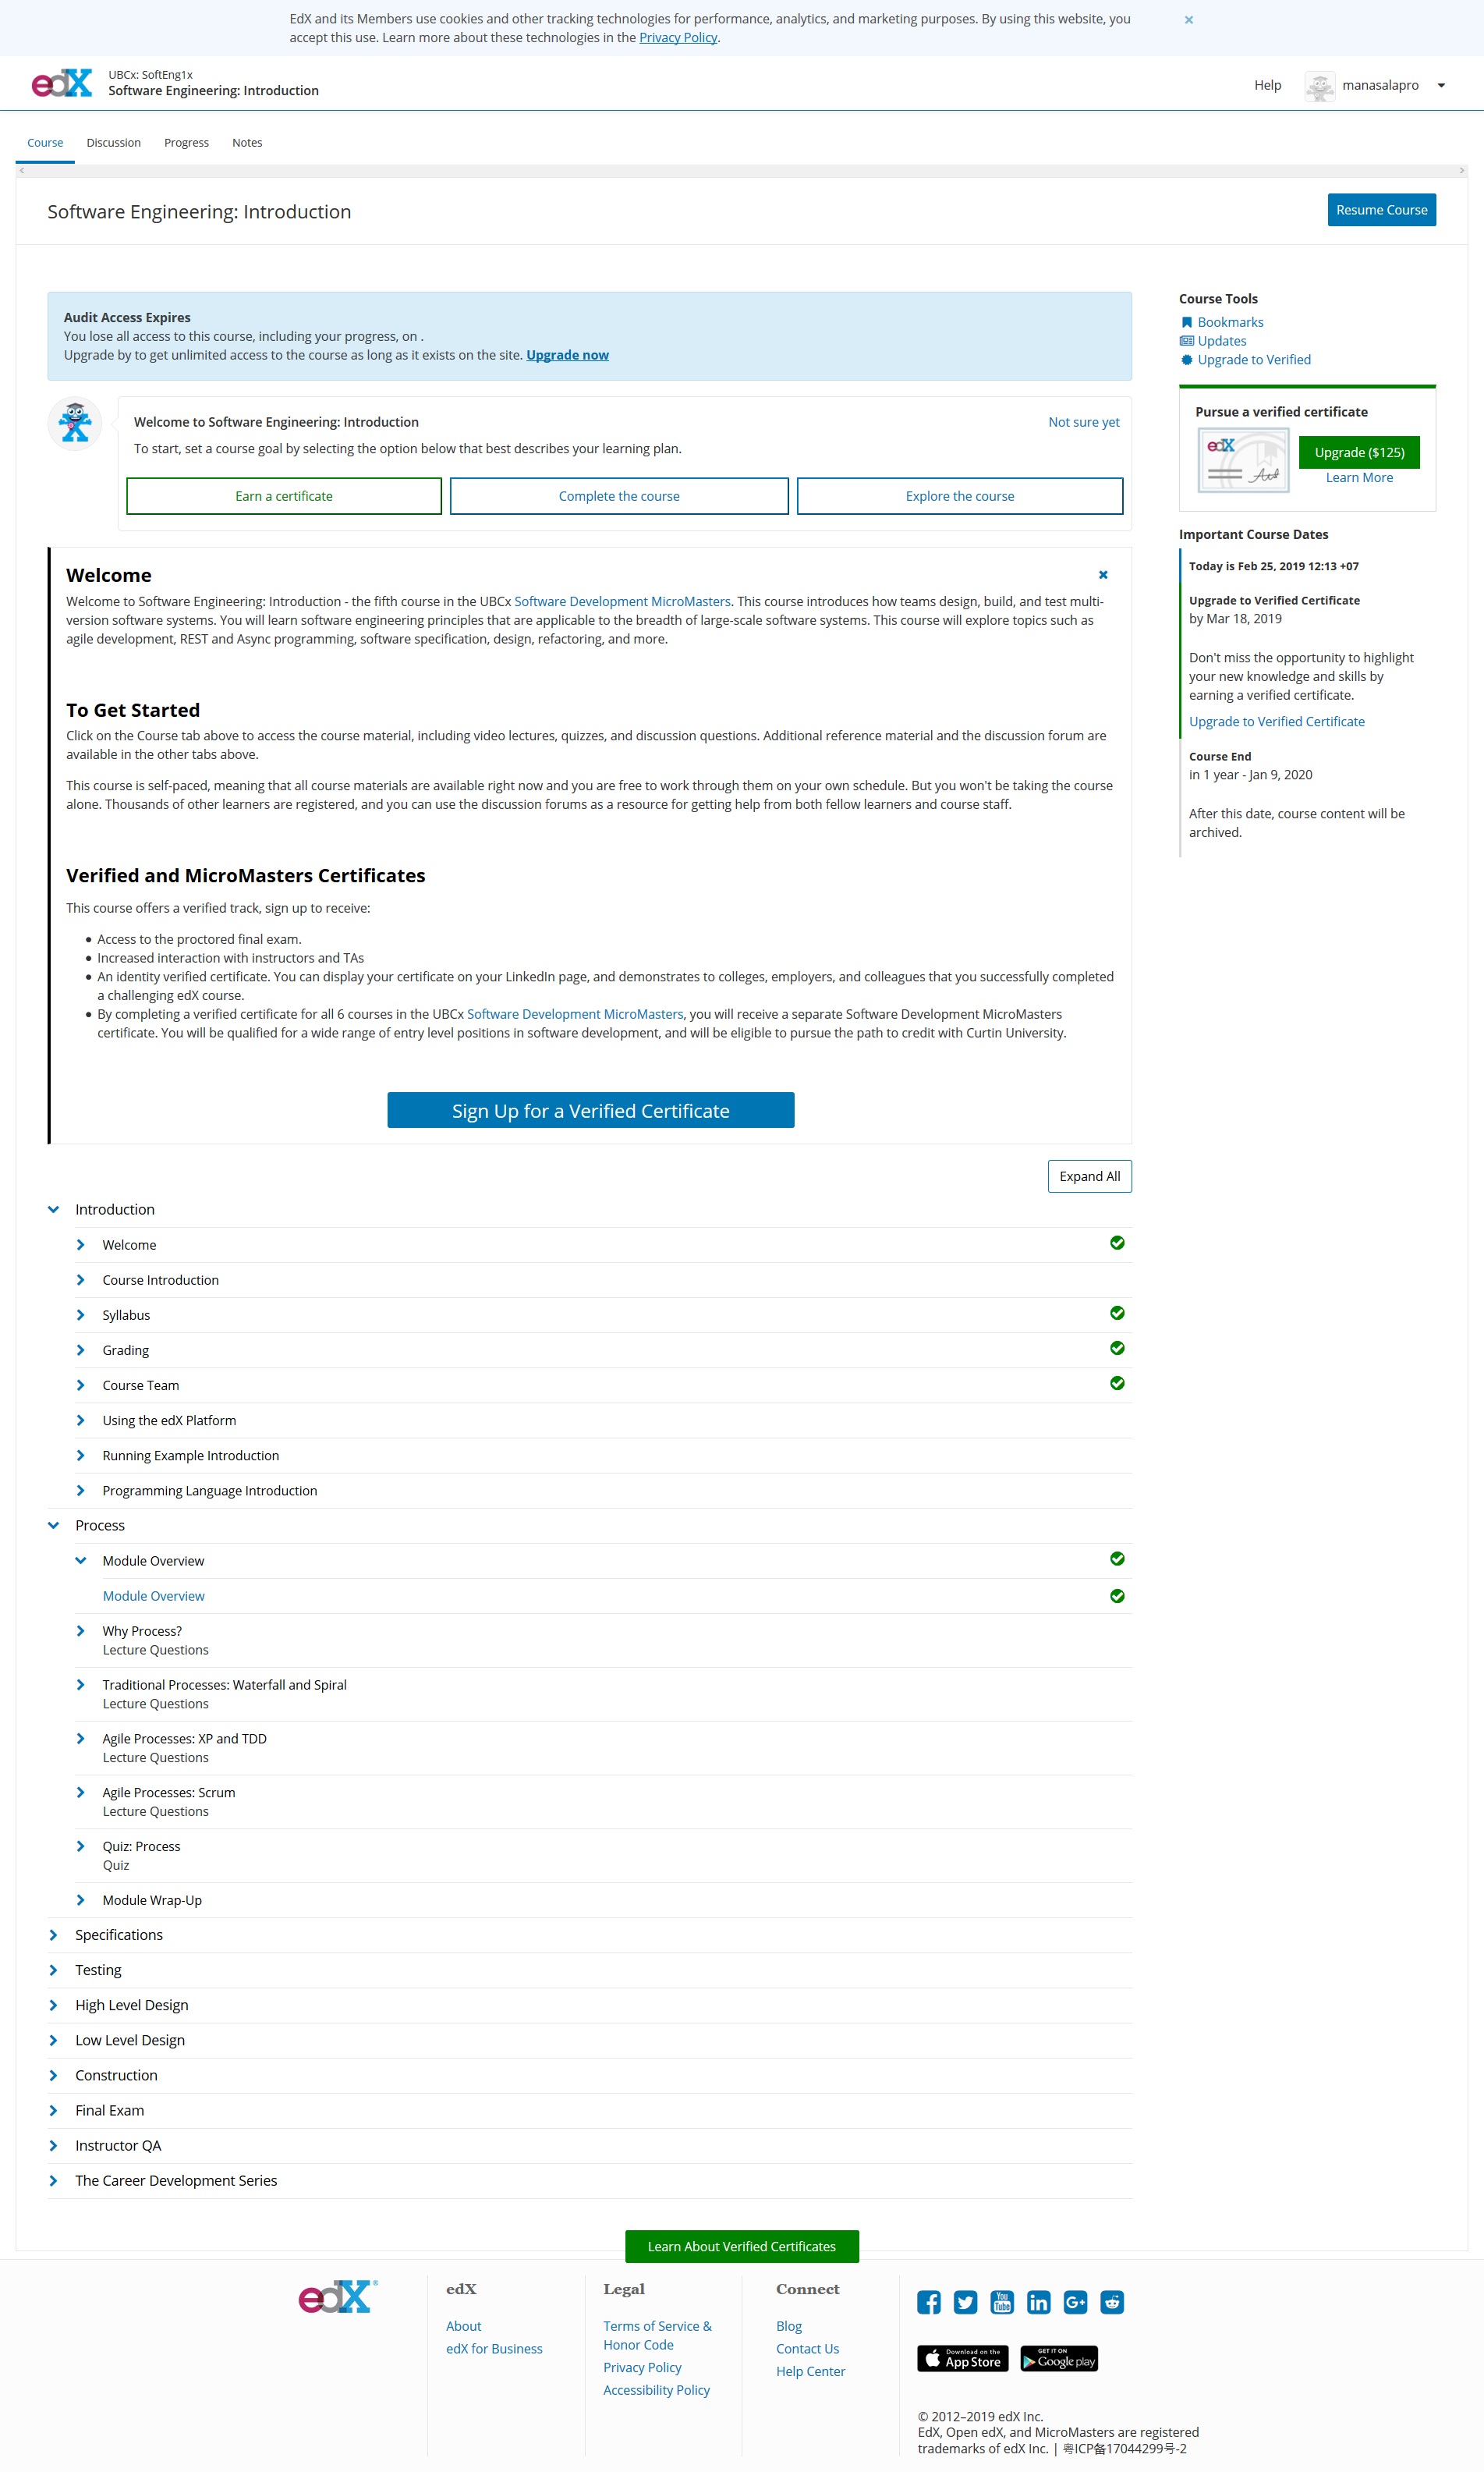 EdX and its Members use cookies and other tracking technologies for performance, analytics, and marketing purposes. By using this website, you
accept this use. Learn more about these technologies in the Privacy Policy.
edX
UBCx: SoftEng1x
Software Engineering: Introduction
Help
manasalapro
Course
Discussion
Progress
Notes
Software Engineering: Introduction
Resume Course
Audit Access Expires
You lose all access to this course, including your progress, on .
Upgrade by to get unlimited access to the course as long as it exists on the site. Upgrade now
Welcome to Software Engineering: Introduction
Not sure yet
To start, set a course goal by selecting the option below that best describes your learning plan.
Earn a certificate
Complete the course
Explore the course
Welcome
Welcome to Software Engineering: Introduction - the fifth course in the UBCx Software Development MicroMasters. This course introduces how teams design, build, and test multi-
version software systems. You will learn software engineering principles that are applicable to the breadth of large-scale software systems. This course will explore topics such as
agile development, REST and Async programming, software specification, design, refactoring, and more.
To Get Started
Click on the Course tab above to access the course material, including video lectures, quizzes, and discussion questions. Additional reference material and the discussion forum are
available in the other tabs above.
This course is self-paced, meaning that all course materials are available right now and you are free to work through them on your own schedule. But you won't be taking the course
alone. Thousands of other learners are registered, and you can use the discussion forums as a resource for getting help from both fellow learners and course staff.
Verified and MicroMasters Certificates
This course offers a verified track, sign up to receive:
Access to the proctored final exam.
Increased interaction with instructors and TAs
An identity verified certificate. You can display your certificate on your LinkedIn page, and demonstrates to colleges, employers, and colleagues that you successfully completed
a challenging edX course.
By completing a verified certificate for all 6 courses in the UBCx Software Development MicroMasters, you will receive a separate Software Development MicroMasters
certificate. You will be qualified for a wide range of entry level positions in software development, and will be eligible to pursue the path to credit with Curtin University.
Sign Up for a Verified Certificate
Course Tools
Bookmarks
Updates
Upgrade to Verified
Pursue a verified certificate
edX
Upgrade ($125)
Learn More
Important Course Dates
Today is Feb 25, 2019 12:13 +07
Upgrade to Verified Certificate
by Mar 18, 2019
Don't miss the opportunity to highlight
your new knowledge and skills by
earning a verified certificate.
Upgrade to Verified Certificate
Course End
in 1 year - Jan 9, 2020
After this date, course content will be
archived.
Expand All
Introduction
Welcome
Course Introduction
Syllabus
Grading
Course Team
Using the edX Platform
Running Example Introduction
Programming Language Introduction
Process
Module Overview
Module Overview
Why Process?
Lecture Questions
Traditional Processes: Waterfall and Spiral
Lecture Questions
Agile Processes: XP and TDD
Lecture Questions
Agile Processes: Scrum
Lecture Questions
Quiz: Process
Quiz
Module Wrap-Up
Specifications
Testing
High Level Design
Low Level Design
Construction
Final Exam
Instructor QA
The Career Development Series
Learn About Verified Certificates
edX®
edX
About
edX for Business
Legal
Terms of Service &
Honor Code
Privacy Policy
Accessibility Policy
Connect
Blog
Contact Us
Help Center
You Tube
in
G+
Download on the
App Store
GET IT ON
Google play
© 2012–2019 edX Inc.
EdX, Open edX, and MicroMasters are registered
trademarks of edX Inc. | 粤ICP备17044299号-2